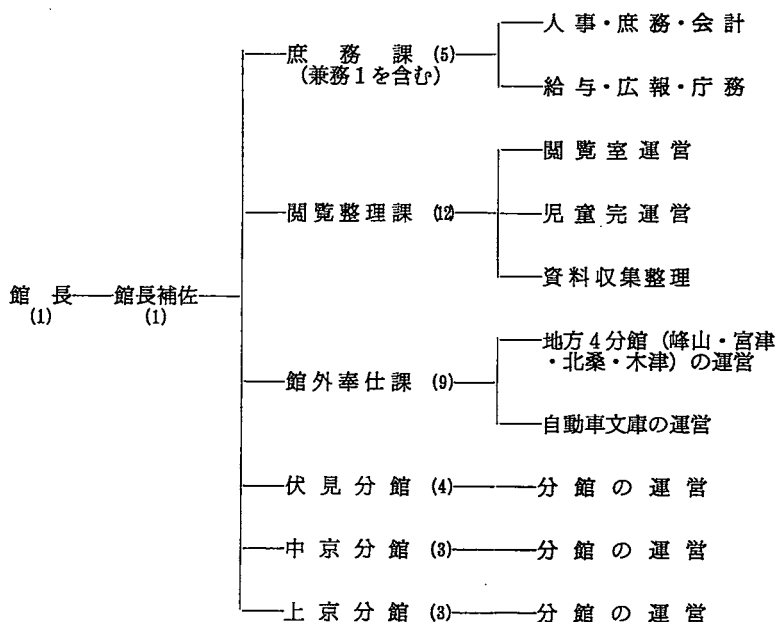 人事・庶務・会計
庶務課 (5)
(兼務1を含む)
給与・広報・庁務
閲覧室運営
閲覧整理課 (12)
児童完運営
資料収集整理
館長
(1)
館長補佐
(1)
地方4分館(峰山・宮津
・北桑・木津)の運営
館外奉仕課 (9)
自動車文庫の運営
伏見分館 (4)
分館の運営
中京分館 (3)
分館の運営
上京分館 (3)
分館の運営